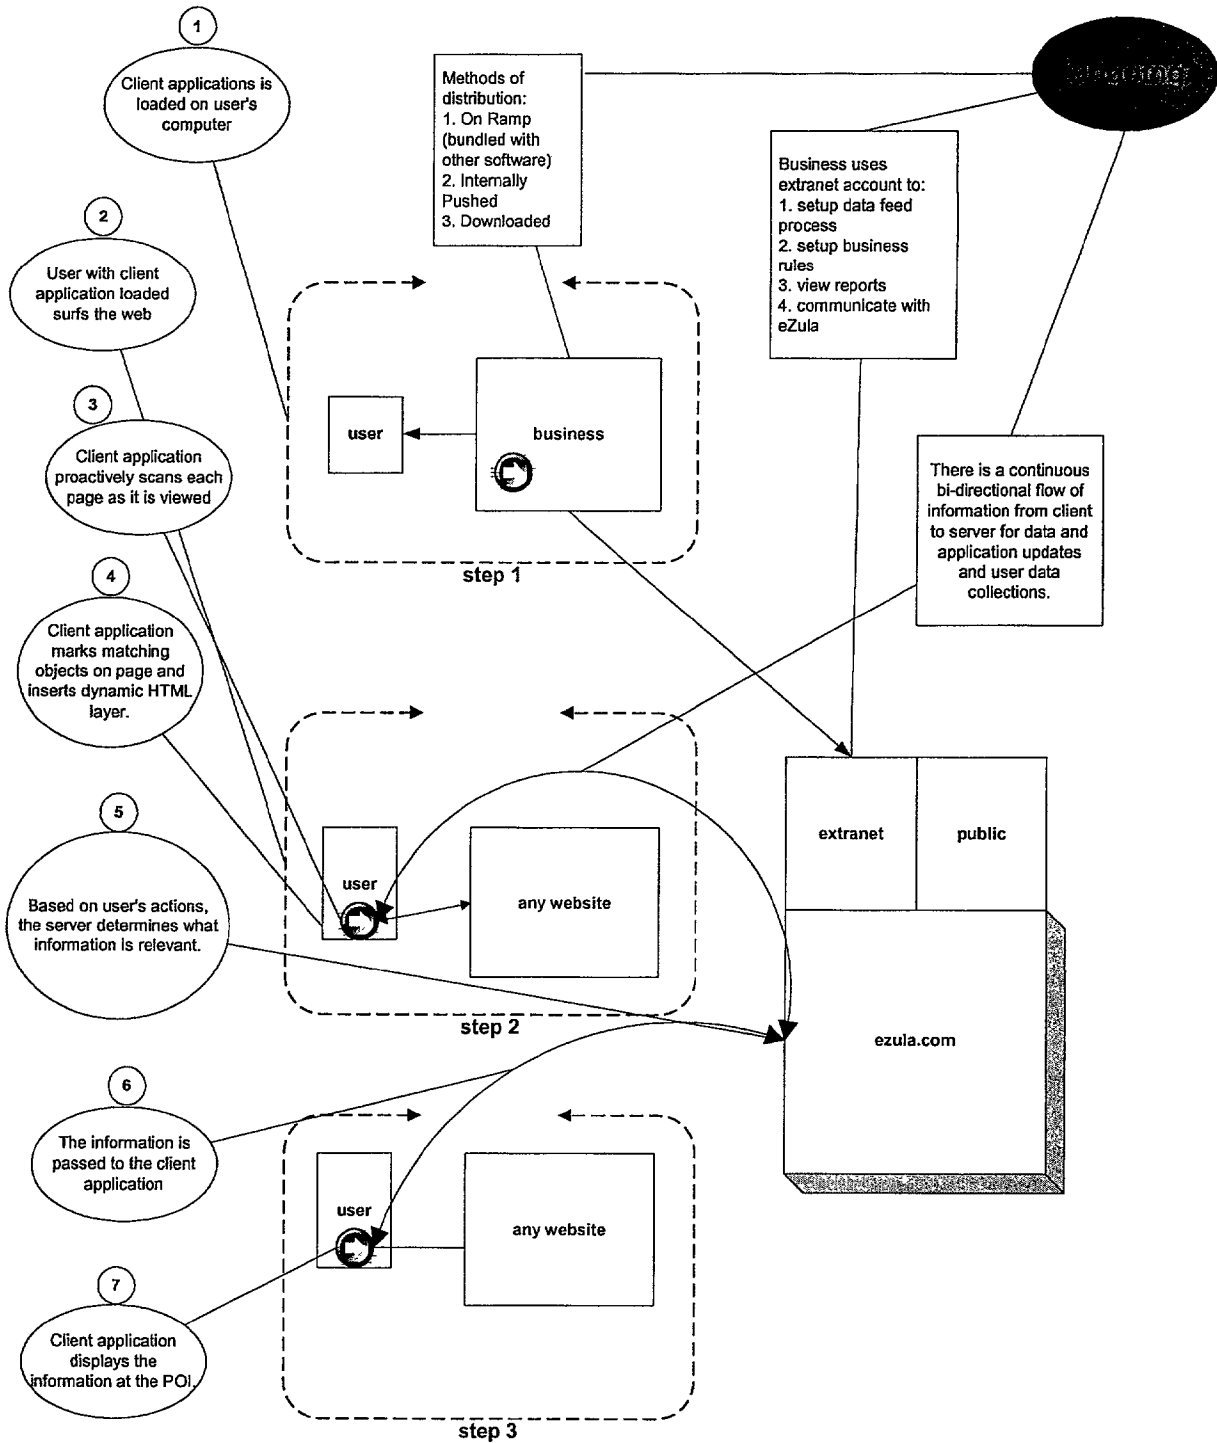 1
Client applications is
loaded on user's
computer
Methods of
distribution:
1. On Ramp
(bundled with
other software)
2. Internally
Pushed
3. Downloaded
ongoing
Business uses
extranet account to:
1. setup data feed
process
2. setup business
rules
3. view reports
4. communicate with
eZula
2
User with client
application loaded
surfs the web
3
Client application
proactively scans each
page as it is viewed
user
business
step 1
There is a continuous
bi-directional flow of
information from client
to server for data and
application updates
and user data
collections.
4
Client application
marks matching
objects on page and
inserts dynamic HTML
layer.
5
Based on user's actions,
the server determines what
information is relevant.
user
any website
step 2
extranet
public
ezula.com
6
The information is
passed to the client
application
user
any website
7
Client application
displays the
information at the POI.
step 3